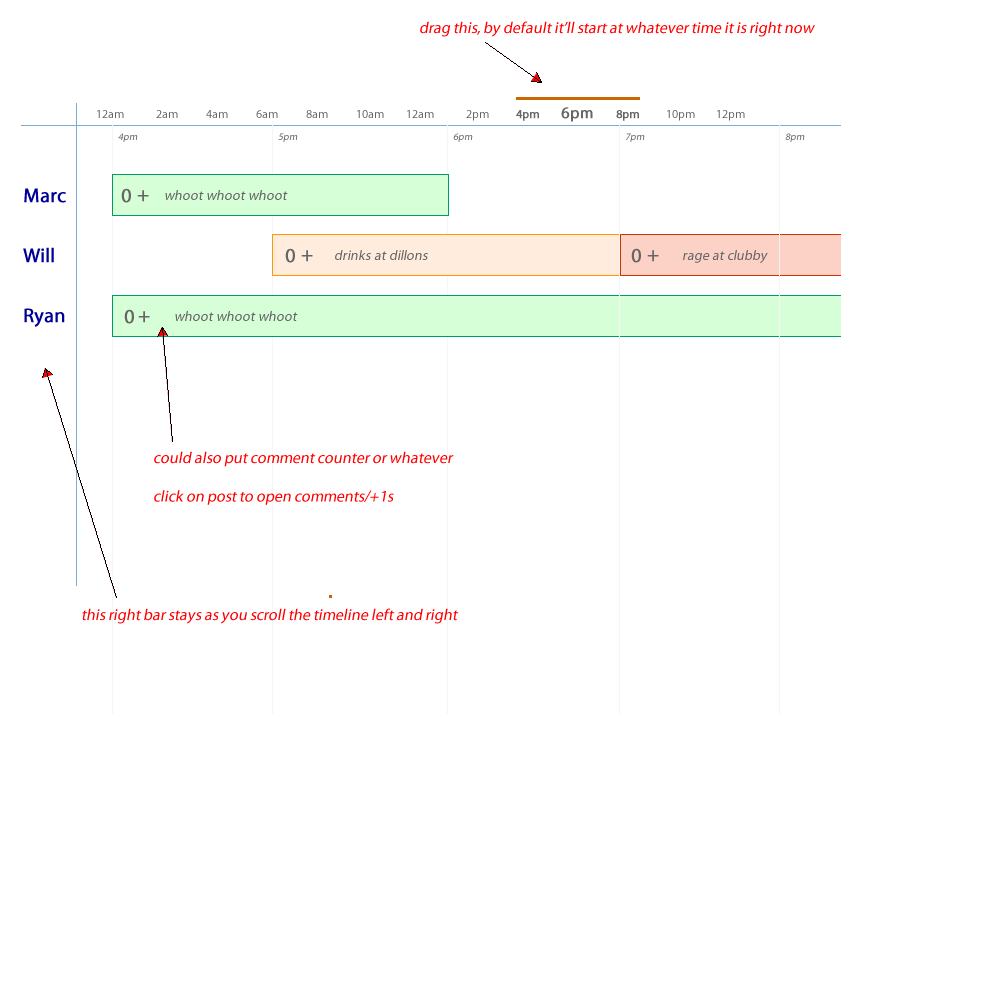 drag this, by default it'll start at whatever time it is right now
12am 2am 4am 6am 8am 10am 12am 2pm 4pm 6pm 8pm 10pm 12pm
4pm 5pm 6pm 7pm 8pm
Marc 0 + whoot whoot whoot
Will 0 + drinks at dillons 0 + rage at clubby
Ryan 0 + whoot whoot whoot
could also put comment counter or whatever
click on post to open comments/+1s
this right bar stays as you scroll the timeline left and right